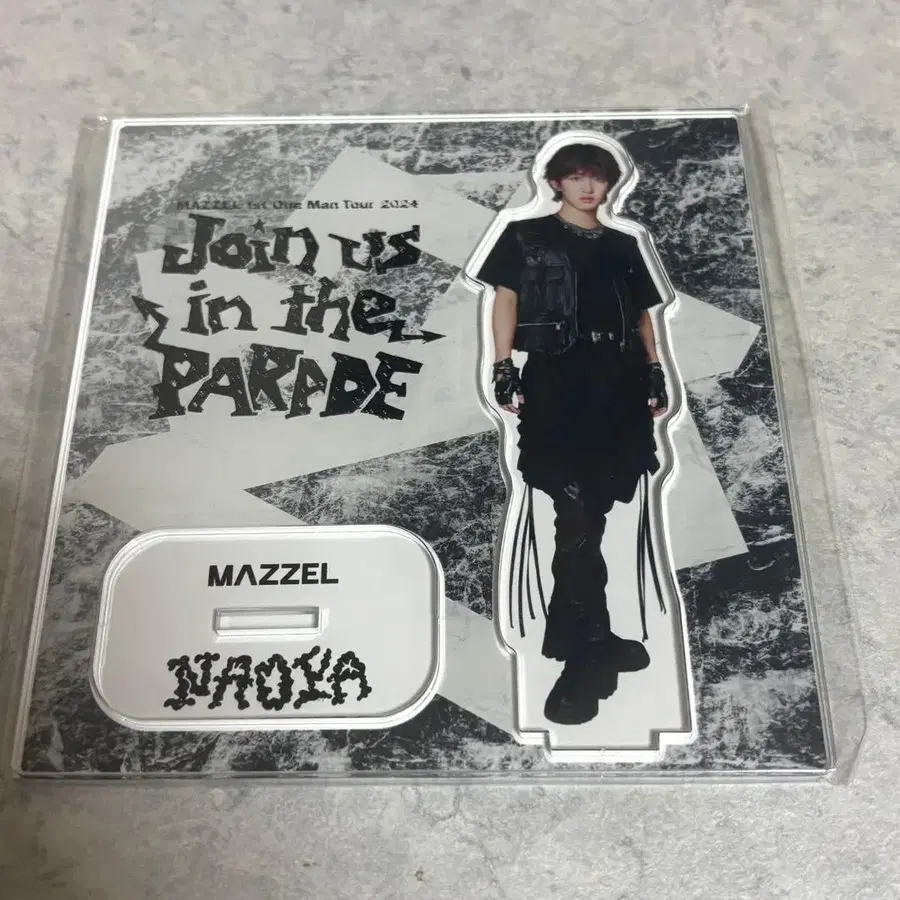 MAZZEL 1st One Man Tour 2024
Join us
in the
PARADE
MAZZEL
NAOYA